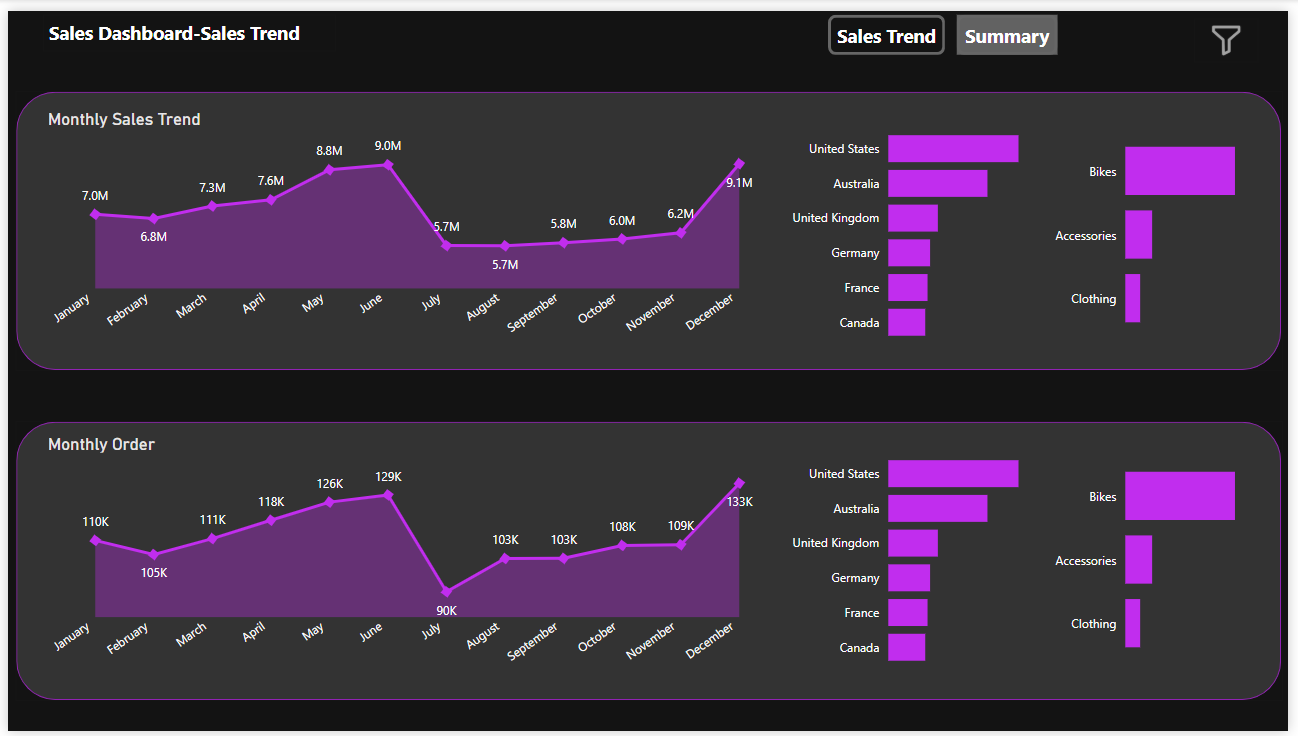 Sales Dashboard-Sales Trend
Sales Trend
Summary
Monthly Sales Trend
7.0M
6.8M
7.3M
7.6M
8.8M
9.0M
5.7M
5.7M
5.8M
6.0M
6.2M
9.1M
January
February
March
April
May
June
July
August
September
October
November
December
United States
Australia
United Kingdom
Germany
France
Canada
Bikes
Accessories
Clothing
Monthly Order
110K
105K
111K
118K
126K
129K
90K
103K
103K
108K
109K
133K
January
February
March
April
May
June
July
August
September
October
November
December
United States
Australia
United Kingdom
Germany
France
Canada
Bikes
Accessories
Clothing